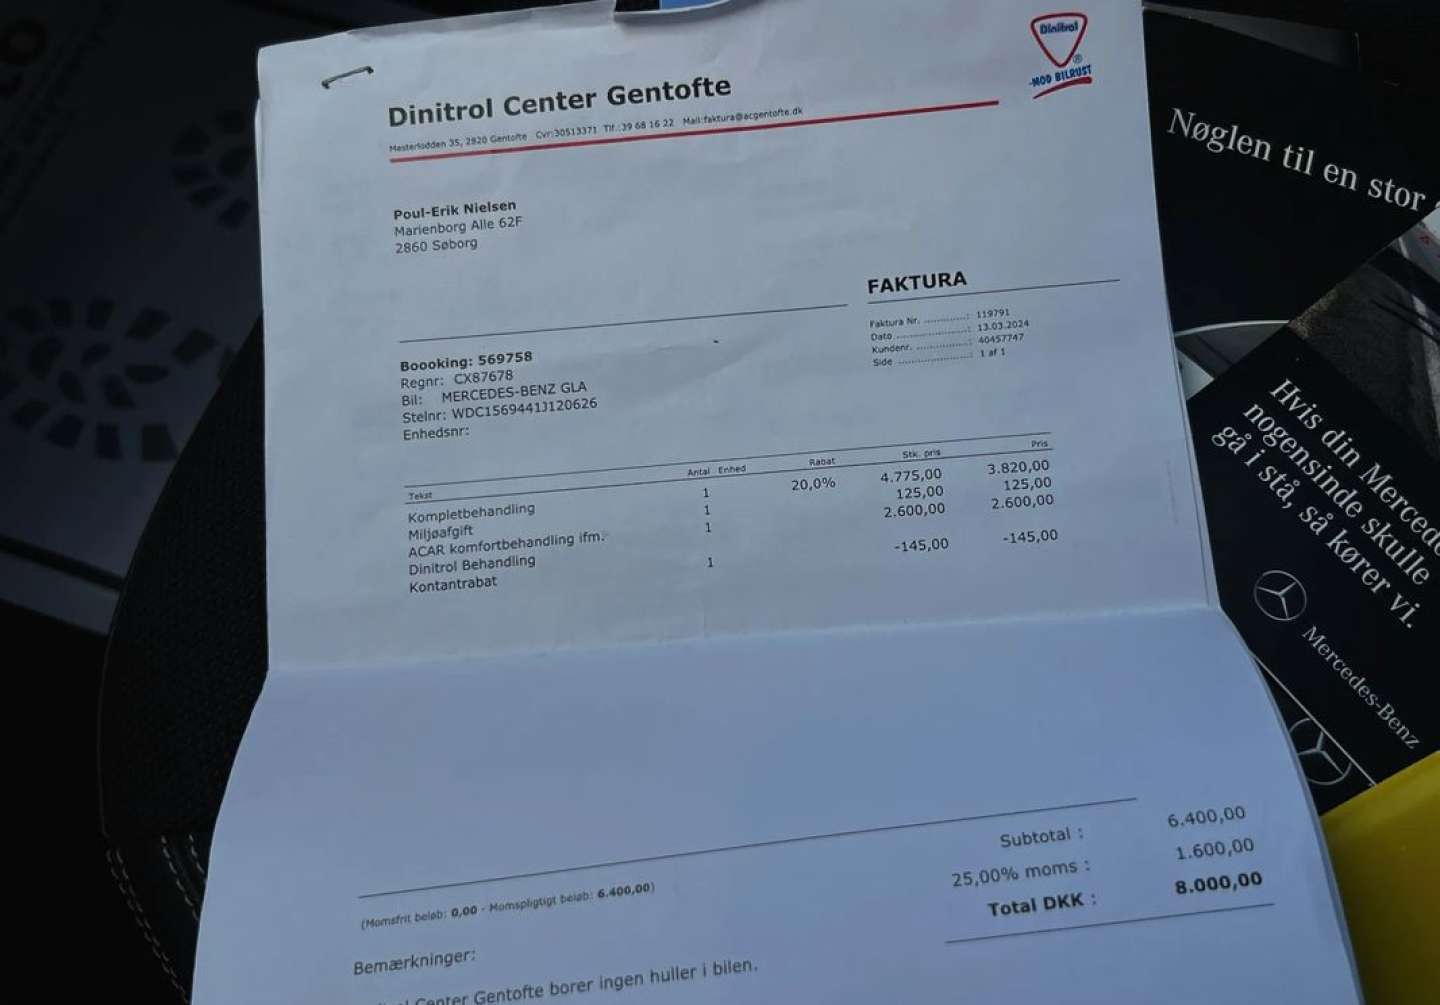 Dinitrol
®
-MOD BILRUST
Dinitrol Center Gentofte
Mesterlodden 35, 2820 Gentofte Cvr:30513371 Tlf.:39 68 16 22 Mail:faktura@acgentofte.dk
Poul-Erik Nielsen
Marienborg Alle 62F
2860 Søborg
FAKTURA
Faktura Nr. ............: 119791
Dato ....................: 13.03.2024
Kundenr. ...............: 40457747
Side .....................: 1 af 1
Boooking: 569758
Regnr: CX87678
Bil: MERCEDES-BENZ GLA
Stelnr: WDC1569441J120626
Enhedsnr:
Tekst Antal Enhed Rabat Stk. pris Pris
Kompletbehandling 1 20,0% 4.775,00 3.820,00
Miljøafgift 1 125,00 125,00
ACAR komfortbehandling ifm. 1 2.600,00 2.600,00
Dinitrol Behandling
Kontantrabat 1 -145,00 -145,00
Subtotal : 6.400,00
25,00% moms : 1.600,00
Total DKK : 8.000,00
(Momsfrit beløb: 0,00 - Momspligtigt beløb: 6.400,00)
Bemærkninger:
Center Gentofte borer ingen huller i bilen.
Nøglen til en stor
Hvis din Mercede
nogensinde skulle
gå i stå, så kører vi.
Mercedes-Benz